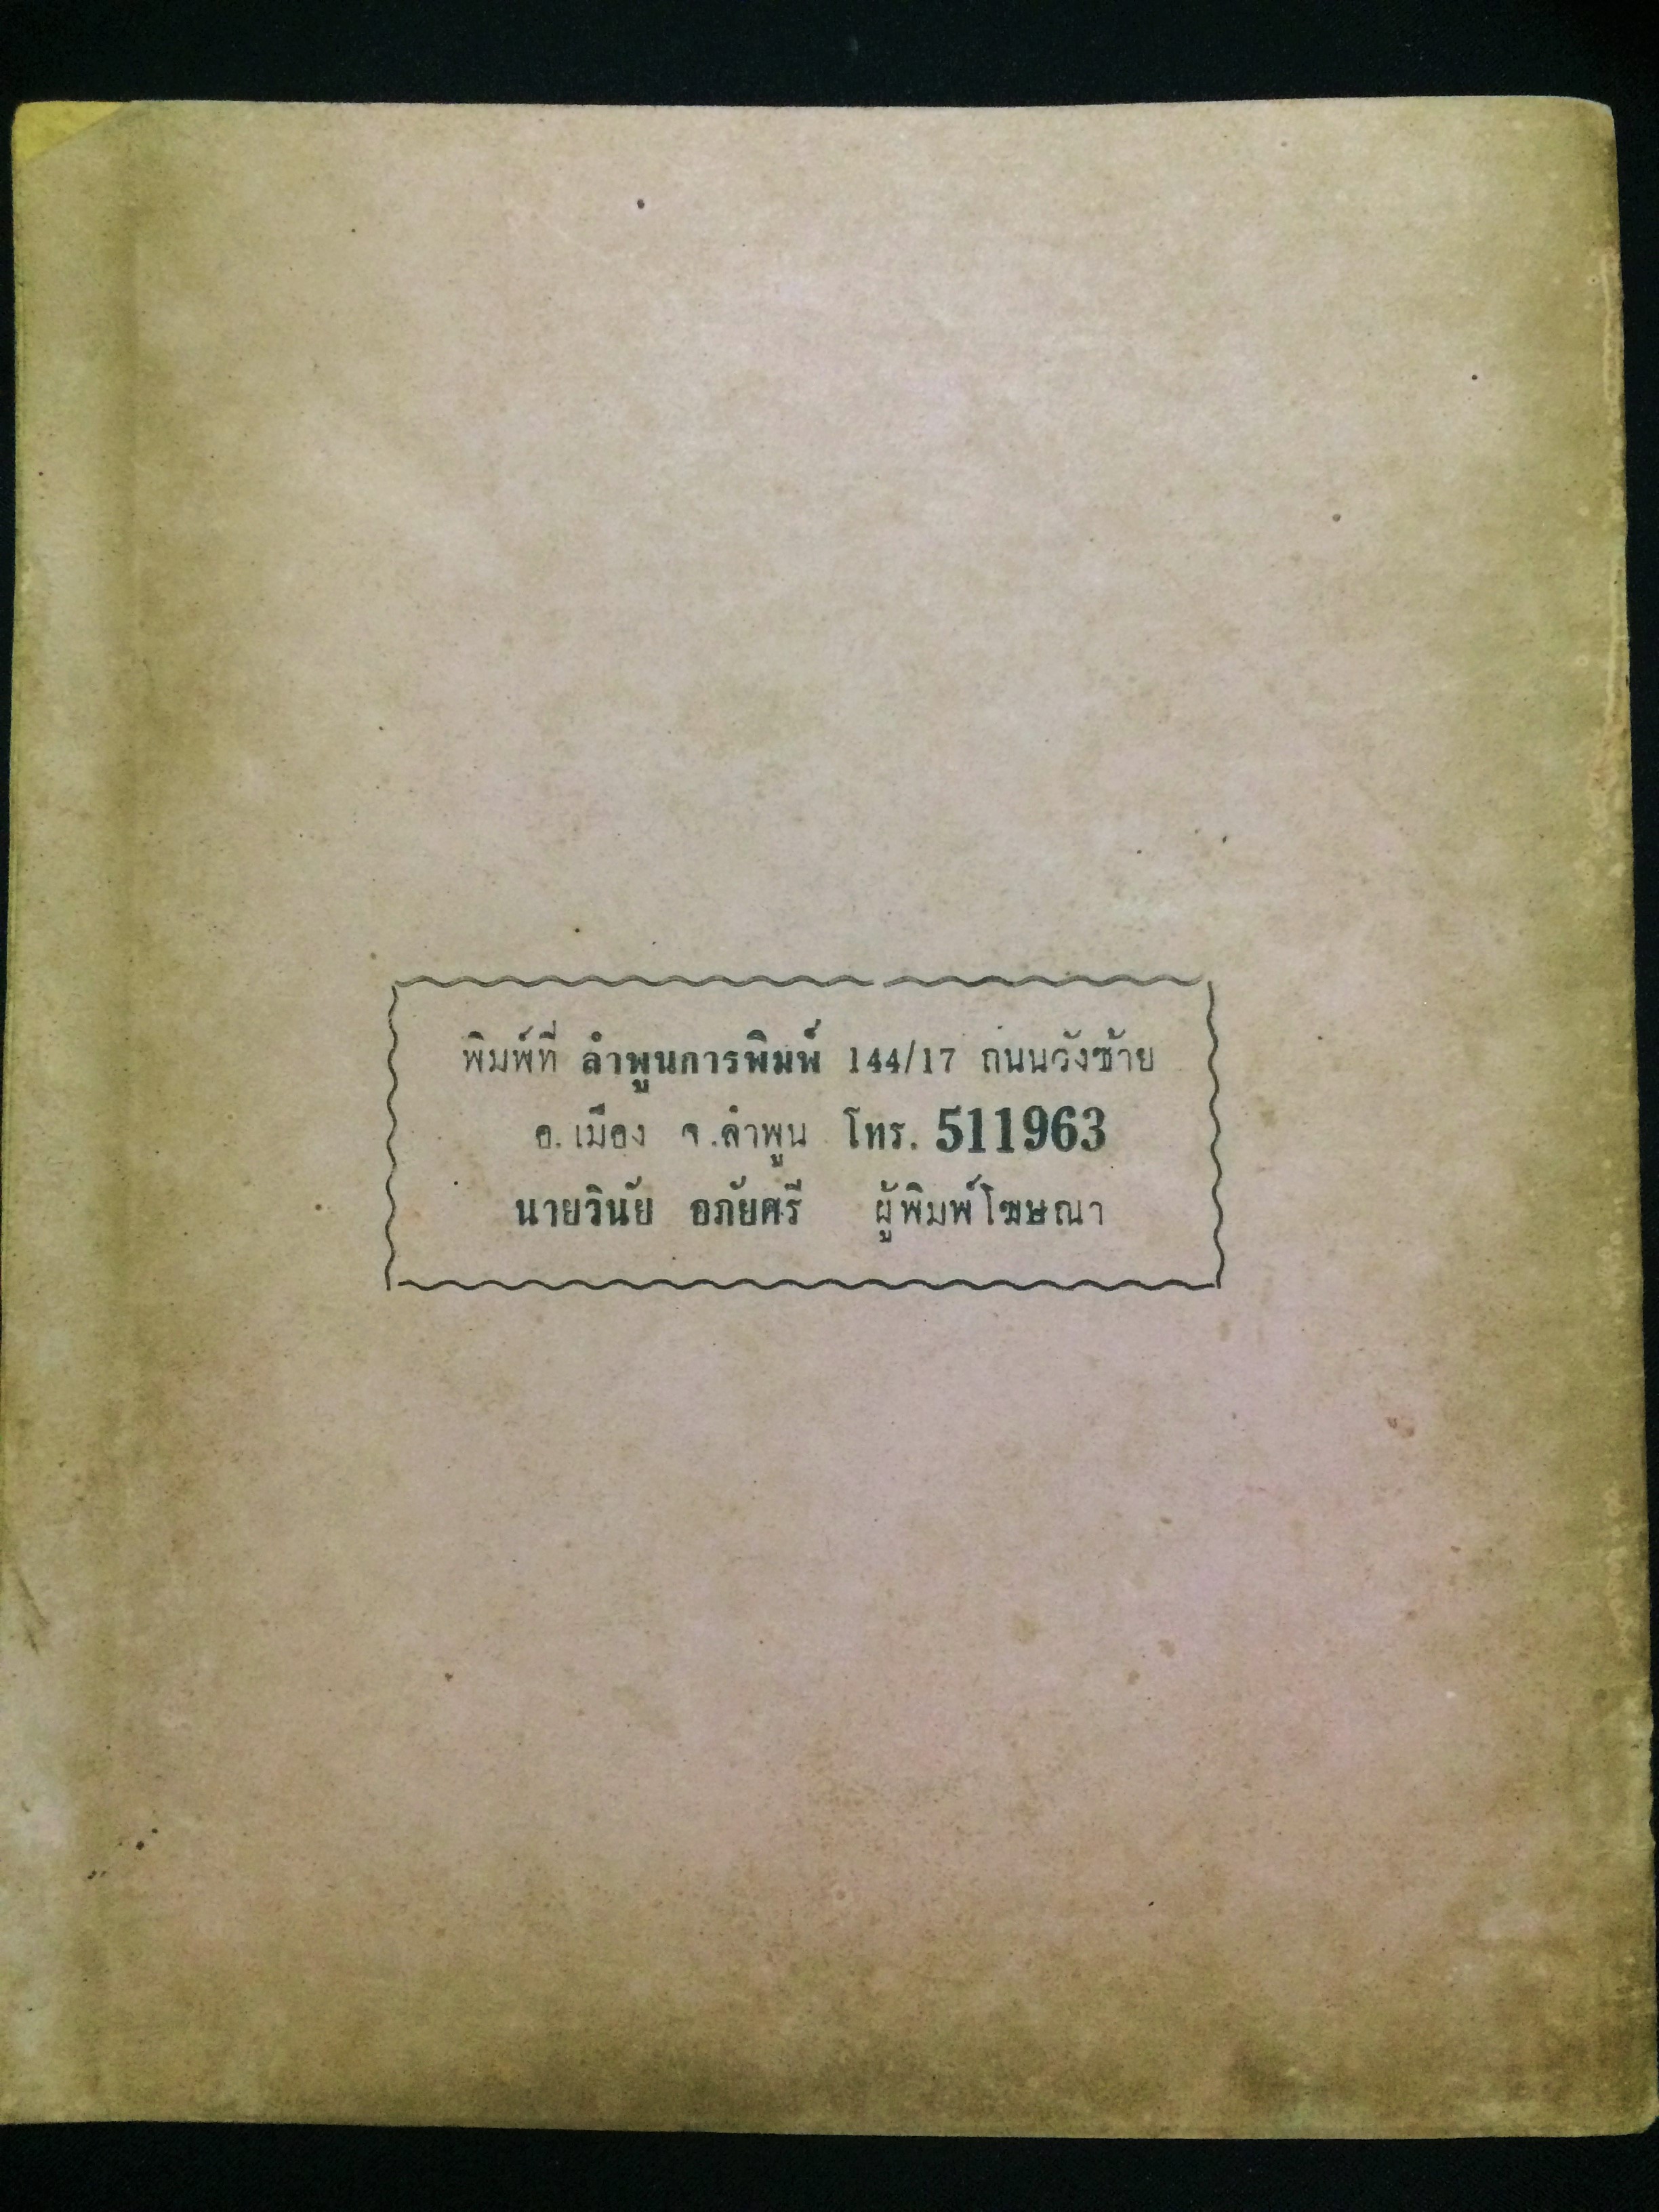 พิมพ์ที่ ลำพูนการพิมพ์ 144/17 ถนนวังซ้าย
อ.เมือง จ.ลำพูน โทร. 511963
นายวินัย อภัยศรี ผู้พิมพ์โฆษณา